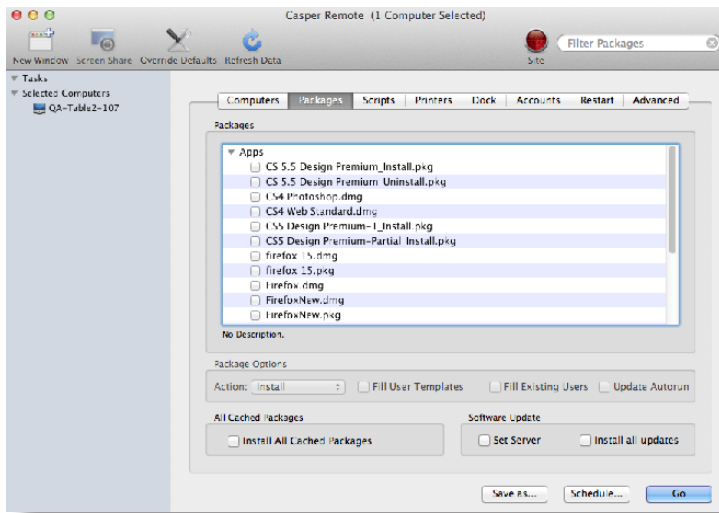 Casper Remote (1 Computer Selected)
New Window Screen Share Override Defaults Refresh Data Site Filter Packages
Tasks
Selected Computers
QA-Table2-107
Computers Packages Scripts Printers Dock Accounts Restart Advanced
Packages
Apps
CS 5.5 Design Premium_Install.pkg
CS 5.5 Design Premium_Uninstall.pkg
CS4 Photoshop.dmg
CS4 Web Standard.dmg
CS5 Design Premium-1_Install.pkg
CS5 Design Premium-Partial_Install.pkg
firefox 15.dmg
firefox 15.pkg
Firefox.dmg
FirefoxNew.dmg
FirefoxNew.pkg
No Description.
Package Options
Action: Install Fill User Templates Fill Existing Users Update Autorun
All Cached Packages Software Update
Install All Cached Packages Set Server Install all updates
Save as... Schedule... Go